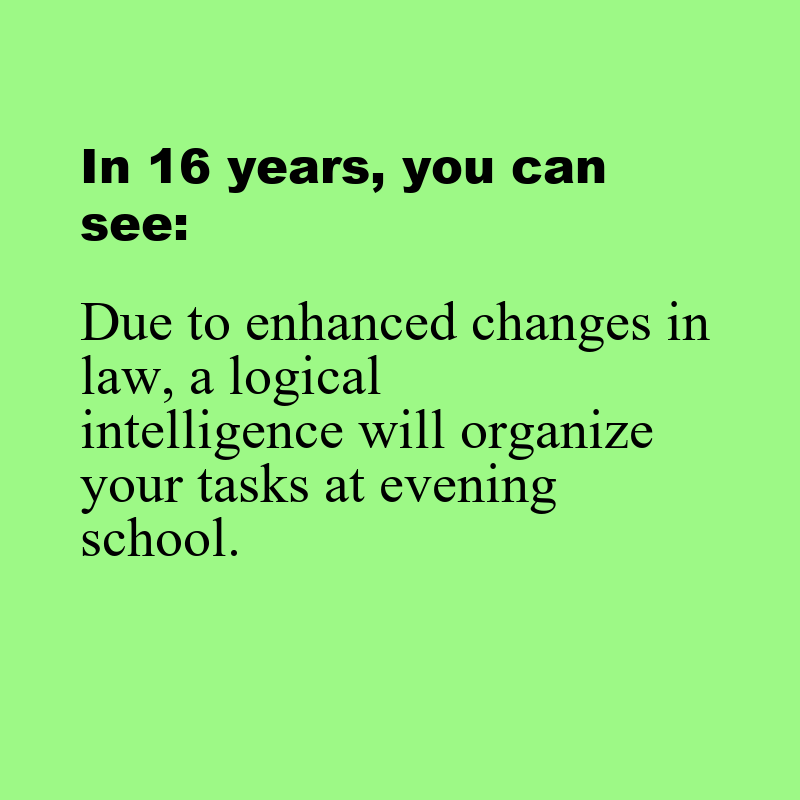 In 16 years, you can
see:
Due to enhanced changes in
law, a logical
intelligence will organize
your tasks at evening
school.